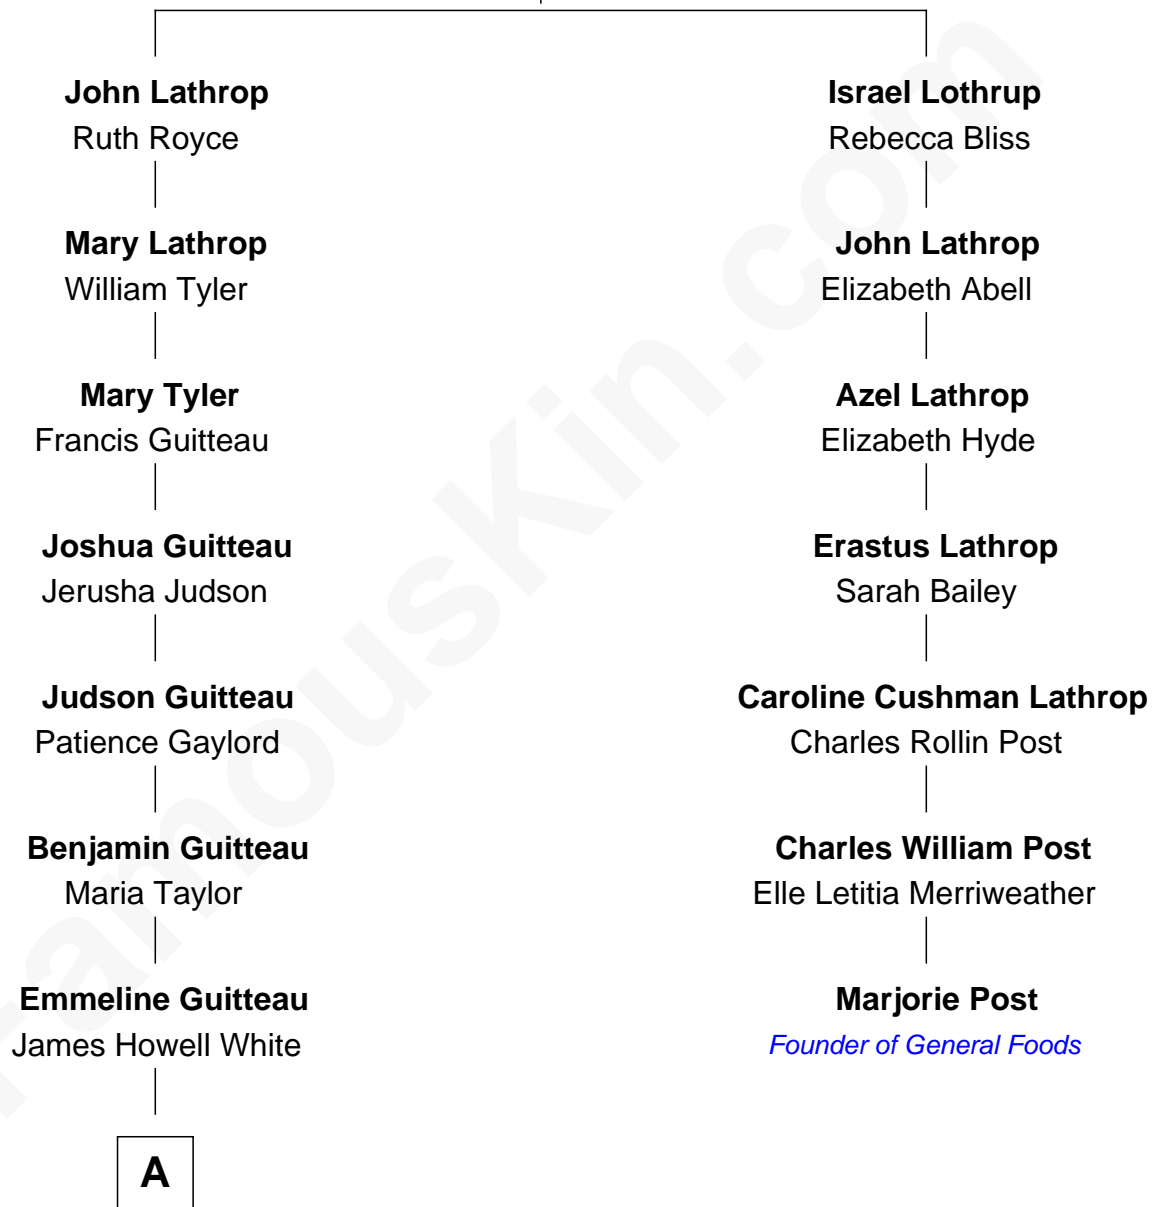 John Lathrop
Ruth Royce
Mary Lathrop
William Tyler
Mary Tyler
Francis Guitteau
Joshua Guitteau
Jerusha Judson
Judson Guitteau
Patience Gaylord
Benjamin Guitteau
Maria Taylor
Emmeline Guitteau
James Howell White
A
Israel Lothrup
Rebecca Bliss
John Lathrop
Elizabeth Abell
Azel Lathrop
Elizabeth Hyde
Erastus Lathrop
Sarah Bailey
Caroline Cushman Lathrop
Charles Rollin Post
Charles William Post
Elle Letitia Merriweather
Marjorie Post
Founder of General Foods
FamousKin.com